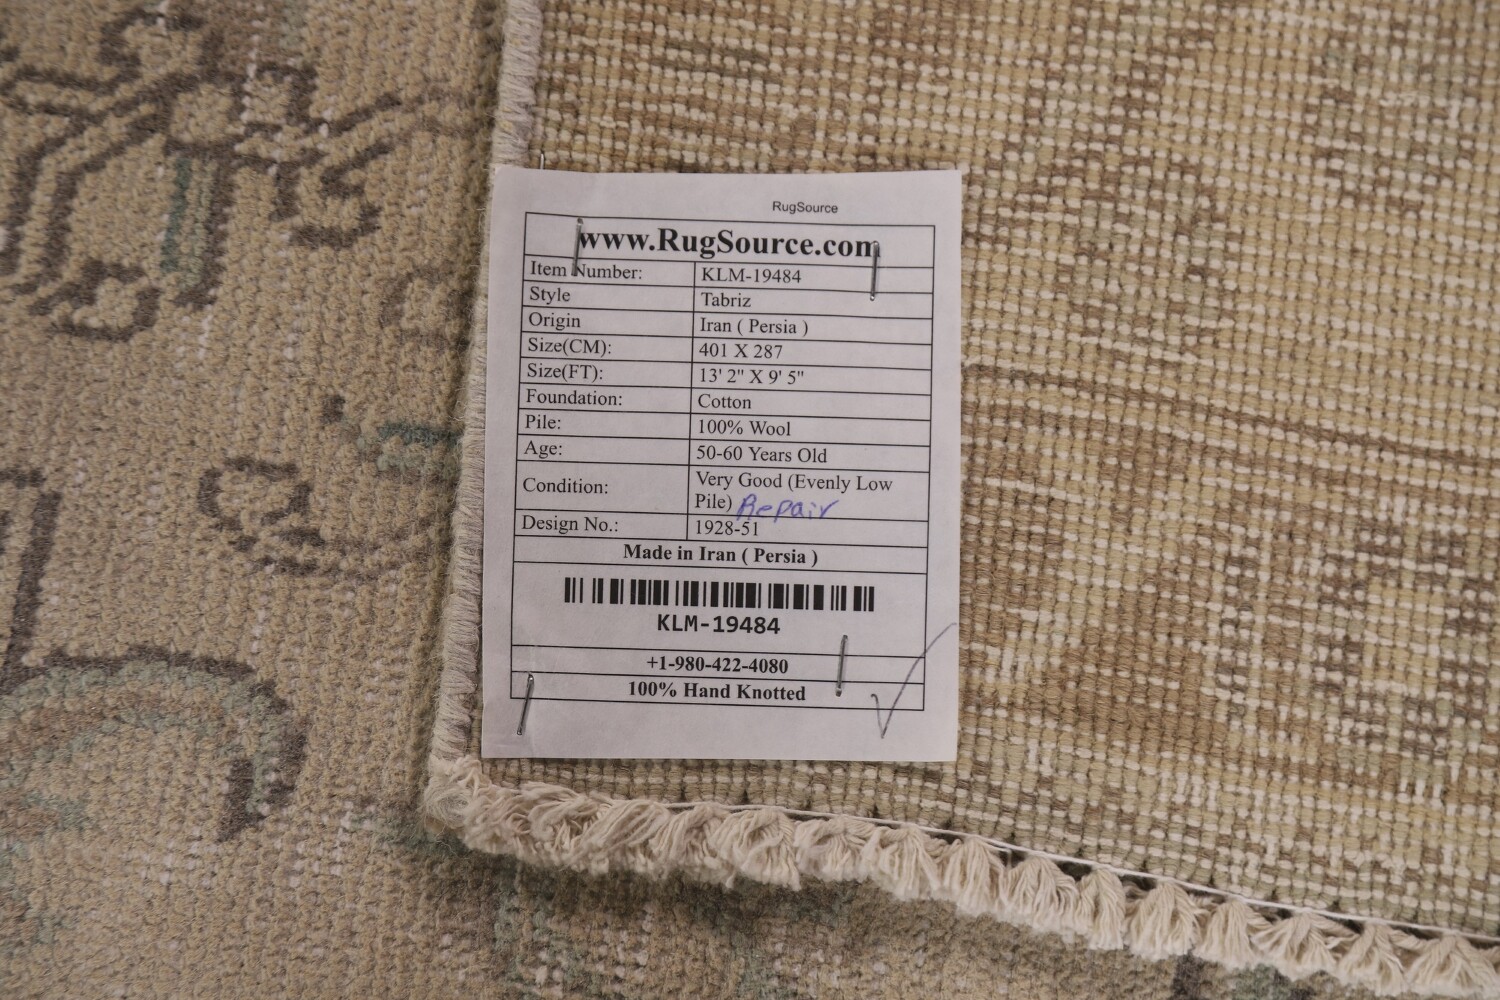 RugSource
www.RugSource.com
Item Number: KLM-19484
Style Tabriz
Origin Iran ( Persia )
Size(CM): 401 X 287
Size(FT): 13' 2" X 9' 5"
Foundation: Cotton
Pile: 100% Wool
Age: 50-60 Years Old
Condition: Very Good (Evenly Low
Pile) Repair
Design No.: 1928-51
Made in Iran ( Persia )
KLM-19484
+1-980-422-4080
100% Hand Knotted